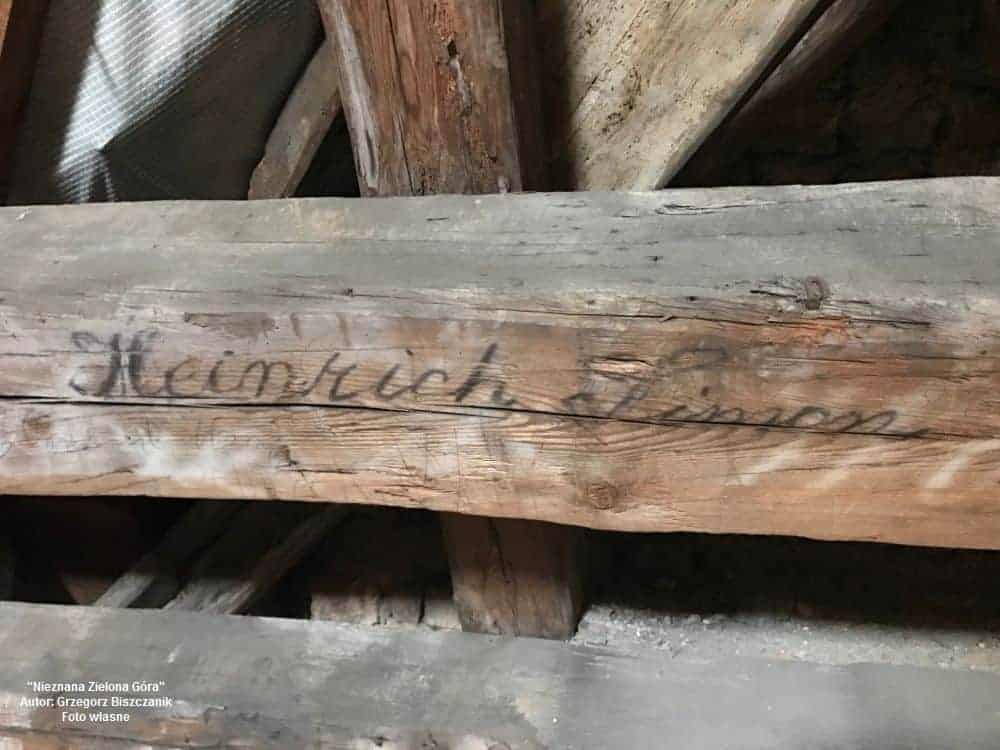 Heinrich Simon
"Nieznana Zielona Góra"
Autor: Grzegorz Biszczanik
Foto własne